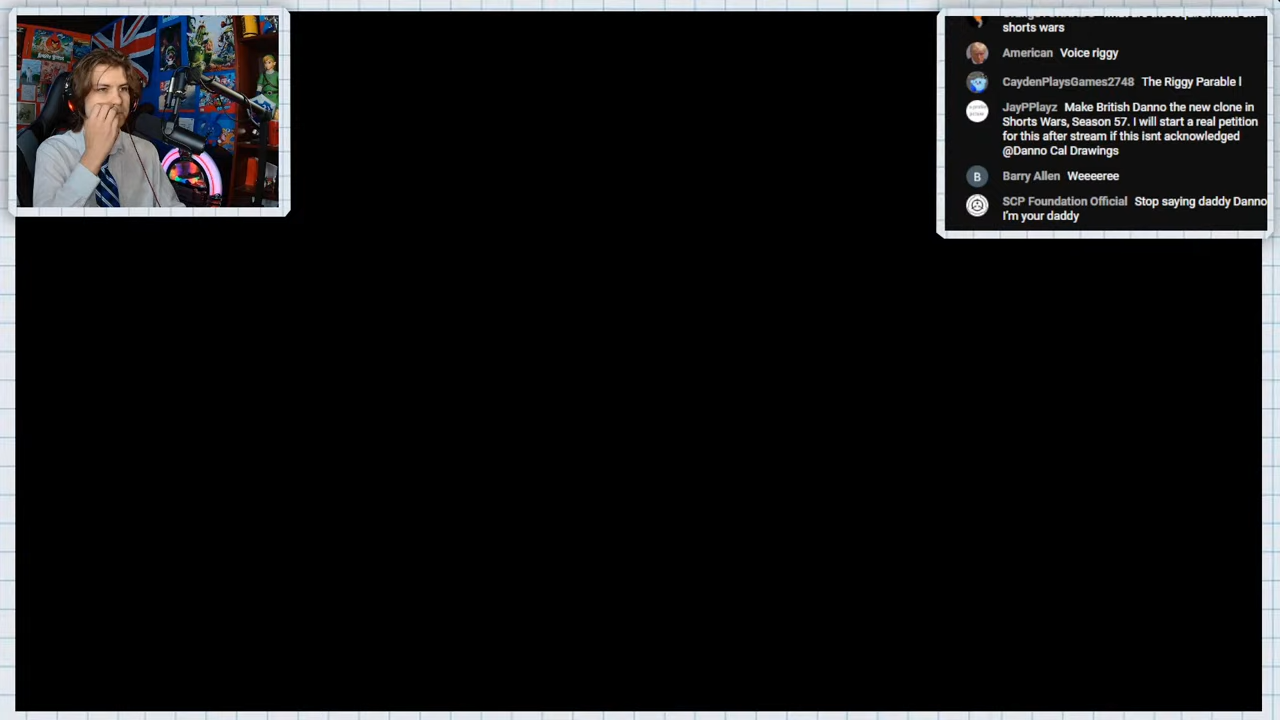 shorts wars
American Voice riggy
CaydenPlaysGames2748 The Riggy Parable l
JayPPlayz Make British Danno the new clone in
Shorts Wars, Season 57. I will start a real petition
for this after stream if this isnt acknowledged
@Danno Cal Drawings
B Barry Allen Weeeeree
SCP Foundation Official Stop saying daddy Danno
I'm your daddy